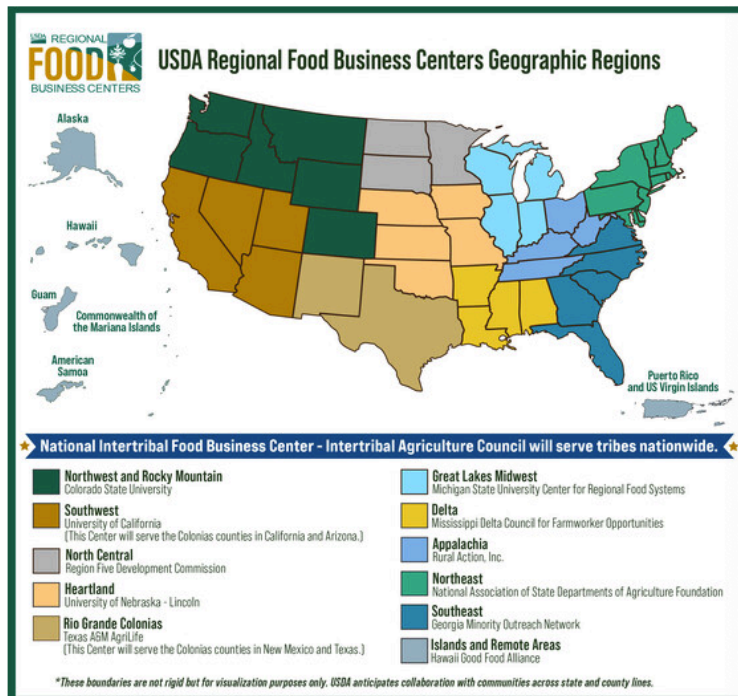 USDA REGIONAL
FOOD
BUSINESS CENTERS
USDA Regional Food Business Centers Geographic Regions
Alaska
Hawaii
Guam
Commonwealth of
the Mariana Islands
American
Samoa
Puerto Rico
and US Virgin Islands
National Intertribal Food Business Center - Intertribal Agriculture Council will serve tribes nationwide.
Northwest and Rocky Mountain
Colorado State University
Southwest
University of California
(This Center will serve the Colonias counties in California and Arizona.)
North Central
Region Five Development Commission
Heartland
University of Nebraska - Lincoln
Rio Grande Colonias
Texas A&M AgriLife
(This Center will serve the Colonias counties in New Mexico and Texas.)
Great Lakes Midwest
Michigan State University Center for Regional Food Systems
Delta
Mississippi Delta Council for Farmworker Opportunities
Appalachia
Rural Action, Inc.
Northeast
National Association of State Departments of Agriculture Foundation
Southeast
Georgia Minority Outreach Network
Islands and Remote Areas
Hawaii Good Food Alliance
*These boundaries are not rigid but for visualization purposes only. USDA anticipates collaboration with communities across state and county lines.